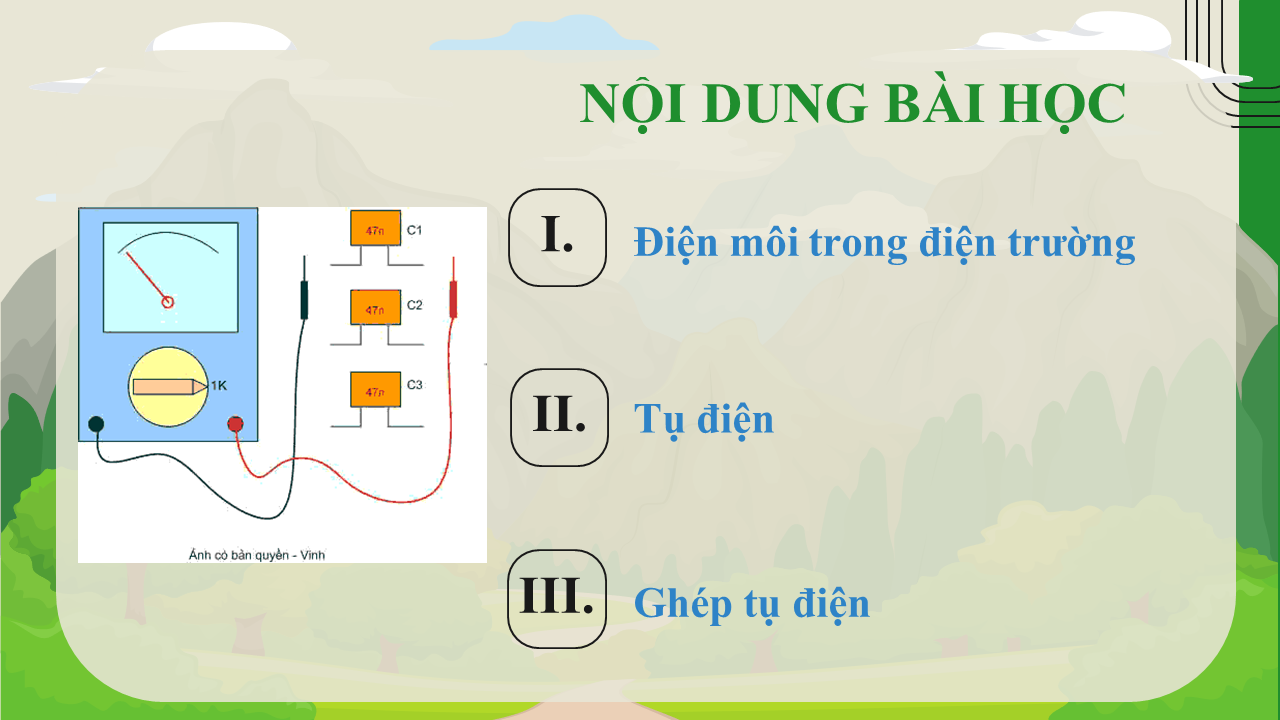 NỘI DUNG BÀI HỌC
I. Điện môi trong điện trường
II. Tụ điện
III. Ghép tụ điện
47n C1
47n C2
47n C3
1K
Ảnh có bản quyền - Vinh